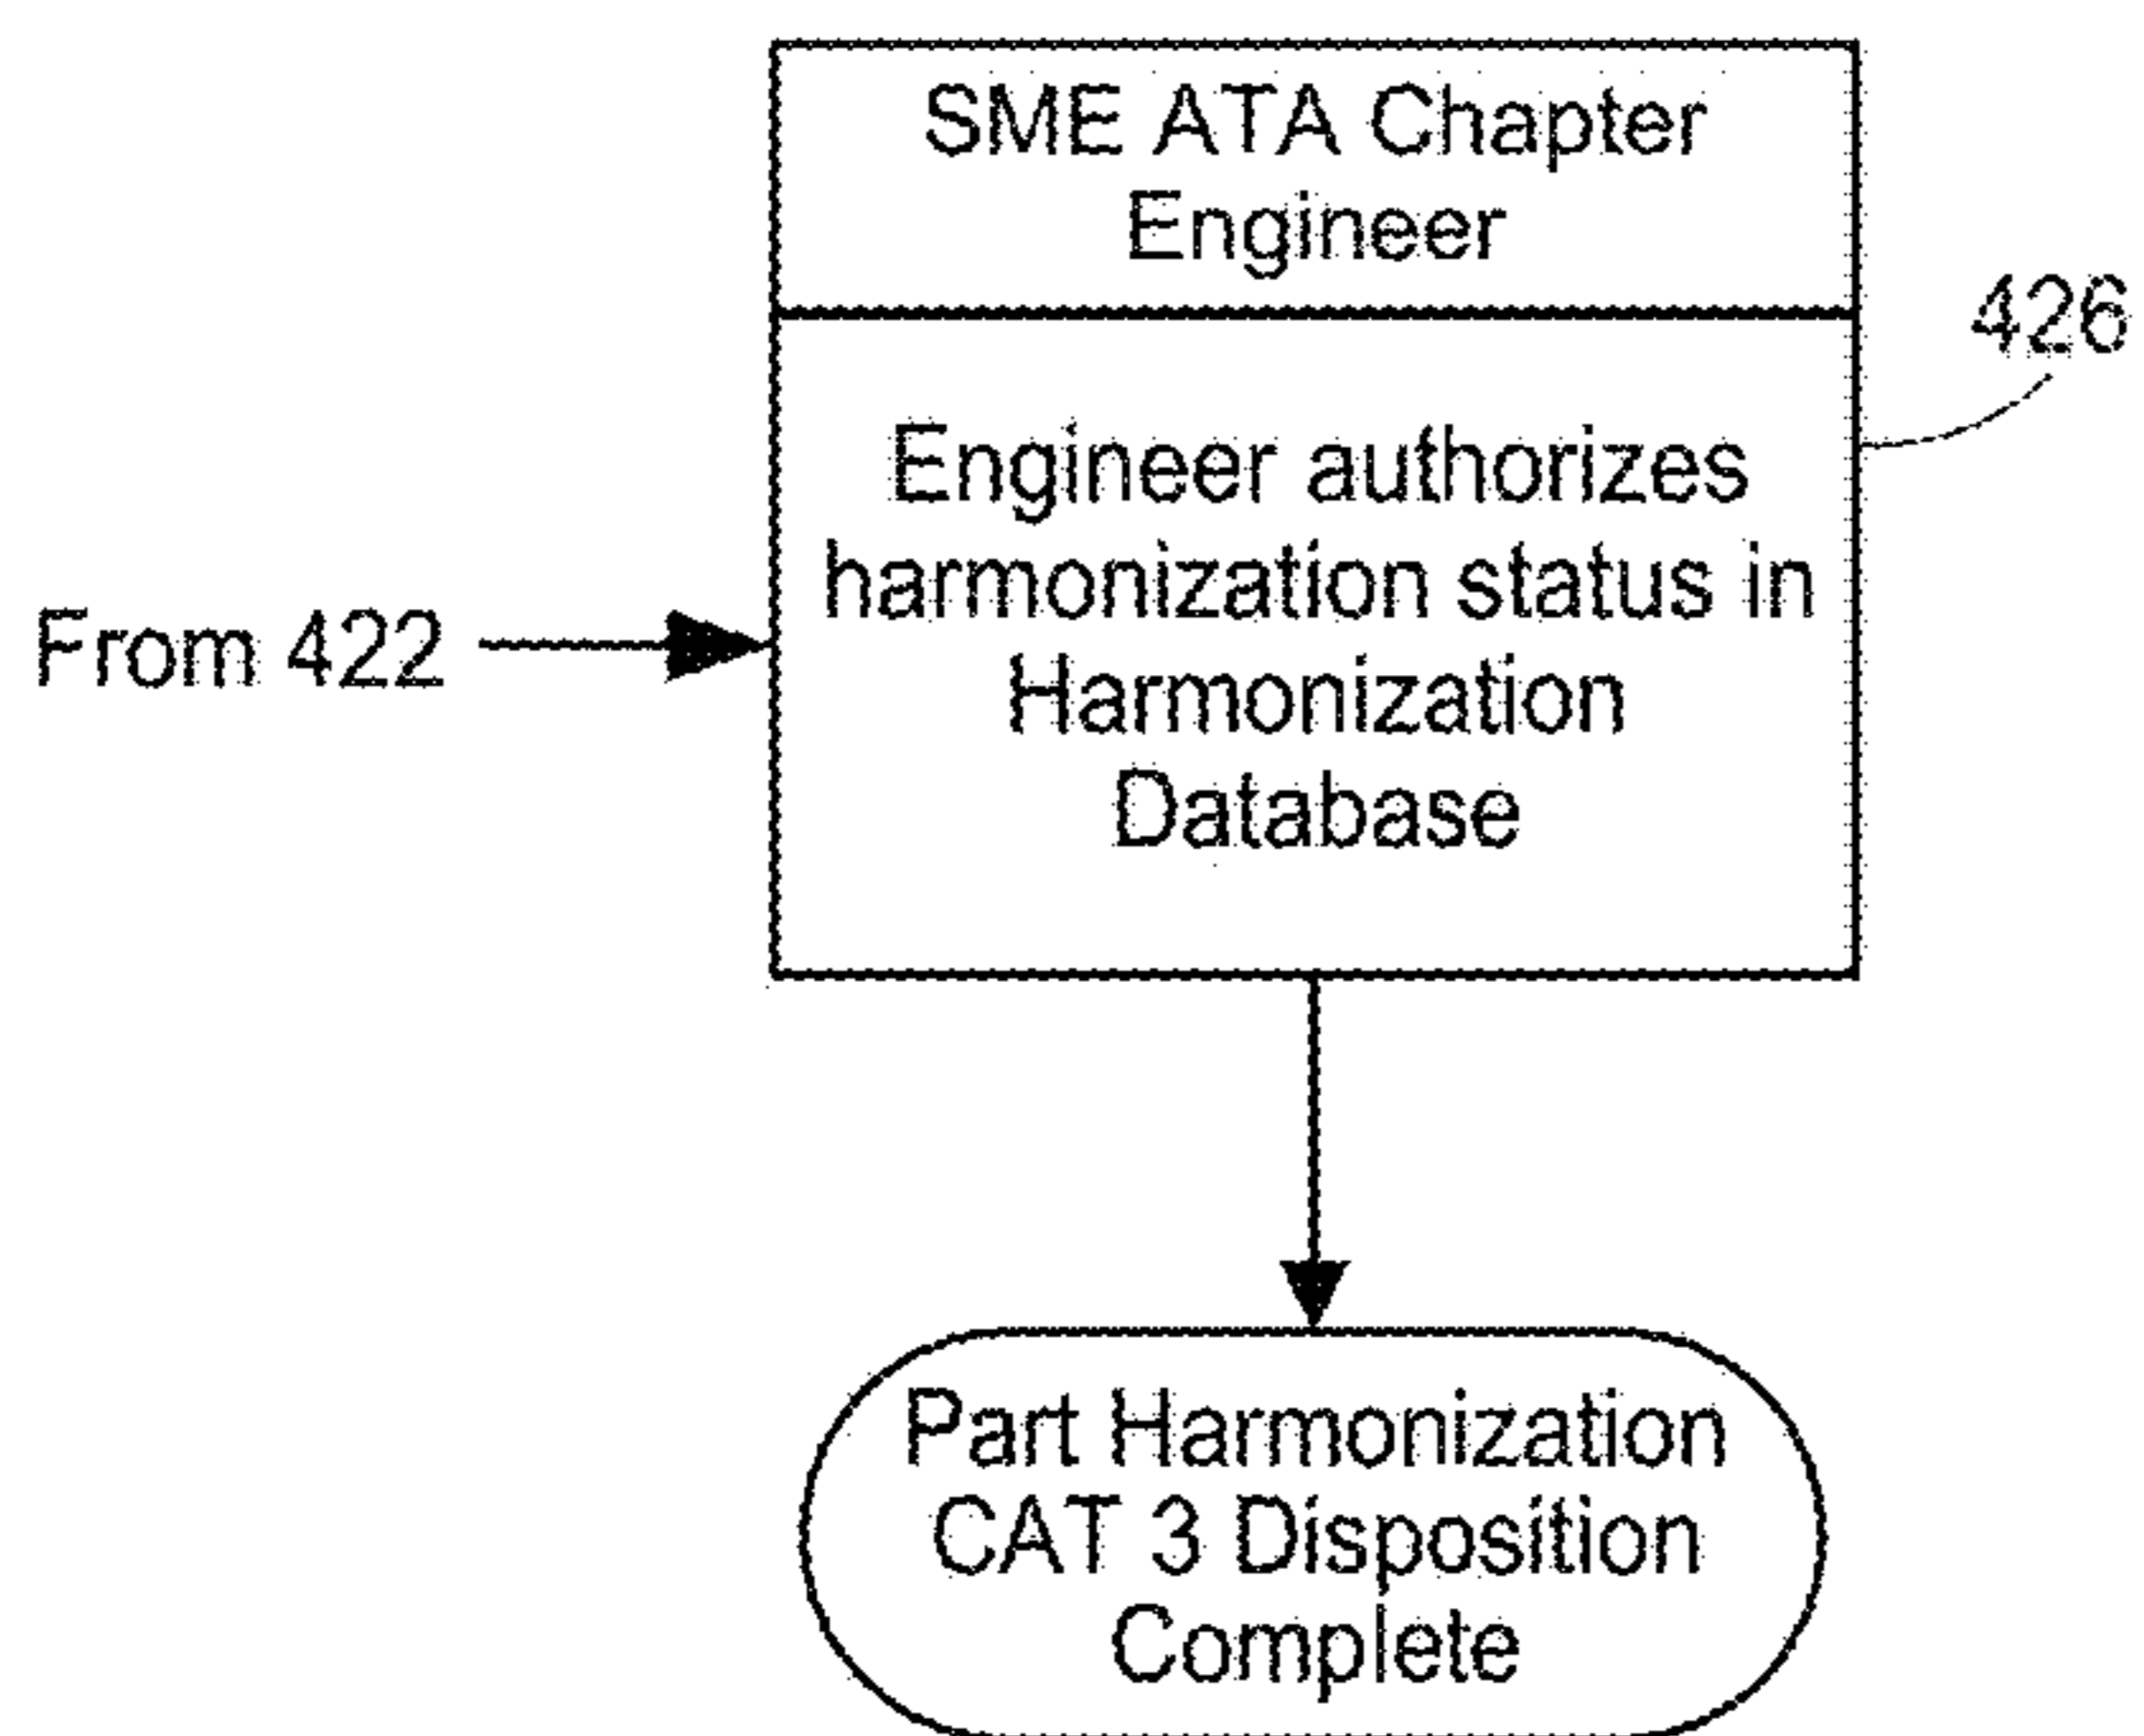 SME ATA Chapter
Engineer
426
Engineer authorizes
harmonization status in
Harmonization
Database
From 422
Part Harmonization
CAT 3 Disposition
Complete